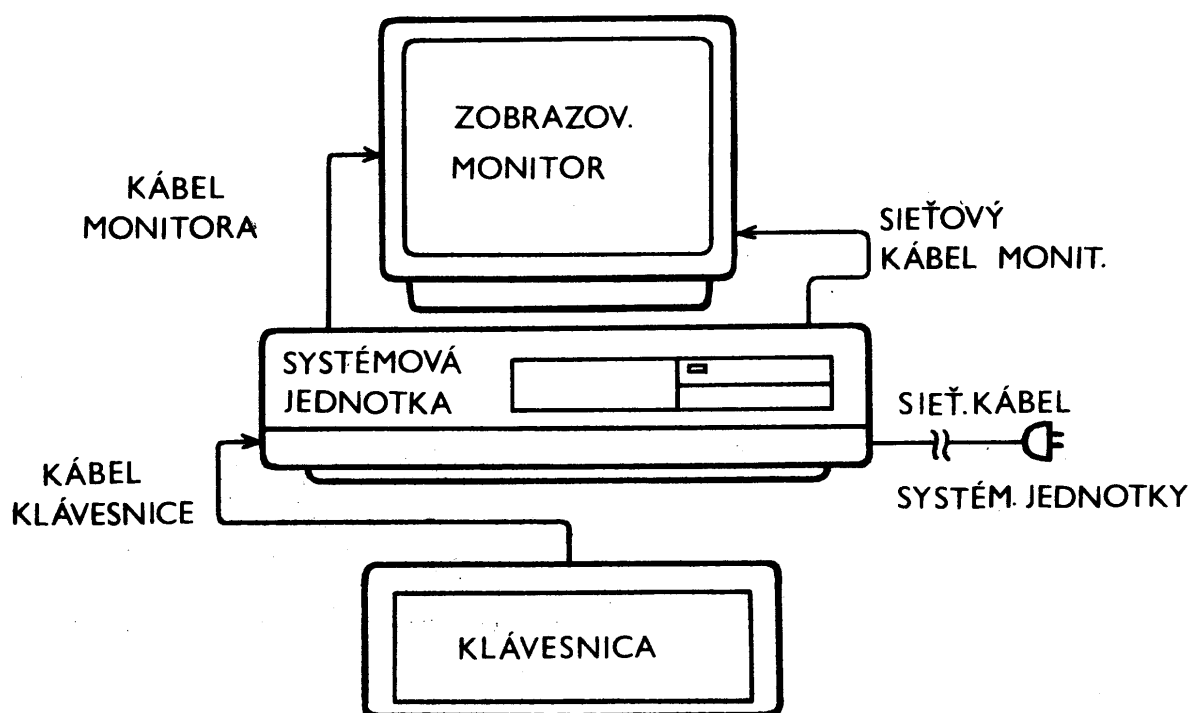 ZOBRAZOV.
MONITOR
KÁBEL
MONITORA
SIEŤOVÝ
KÁBEL MONIT.
SYSTÉMOVÁ
JEDNOTKA
SIEŤ. KÁBEL
SYSTÉM. JEDNOTKY
KÁBEL
KLÁVESNICE
KLÁVESNICA